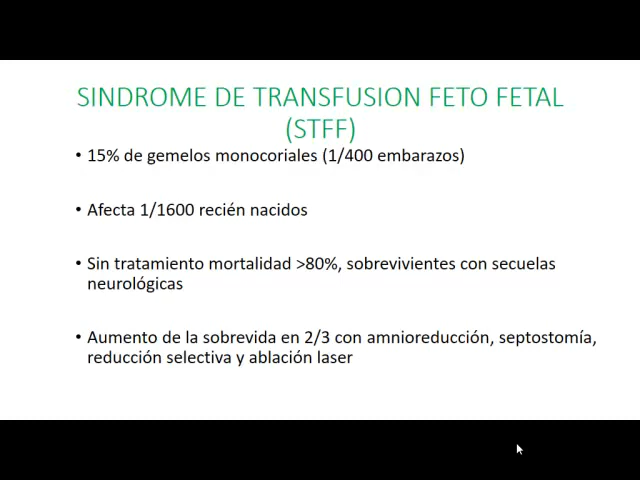 SINDROME DE TRANSFUSION FETO FETAL
(STFF)
• 15% de gemelos monocoriales (1/400 embarazos)
• Afecta 1/1600 recién nacidos
• Sin tratamiento mortalidad >80%, sobrevivientes con secuelas
neurológicas
• Aumento de la sobrevida en 2/3 con amnioreducción, septostomía,
reducción selectiva y ablación laser